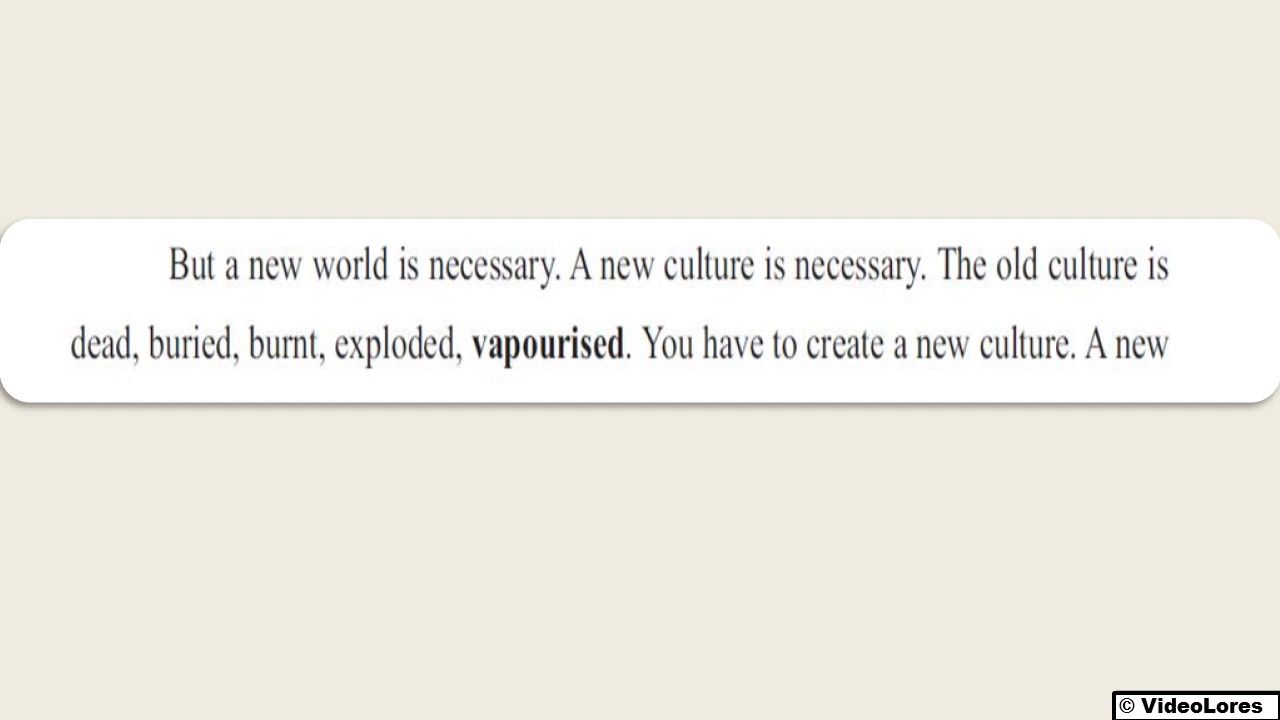 But a new world is necessary. A new culture is necessary. The old culture is
dead, buried, burnt, exploded, vapourised. You have to create a new culture. A new
© VideoLores